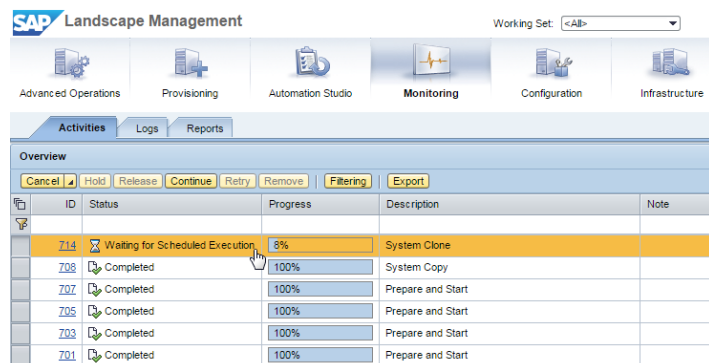 SAP Landscape Management
Working Set: <All>
Advanced Operations Provisioning Automation Studio Monitoring Configuration Infrastructure
Activities Logs Reports
Overview
Cancel Hold Release Continue Retry Remove Filtering Export
ID Status Progress Description Note
714 Waiting for Scheduled Execution 8% System Clone
708 Completed 100% System Copy
707 Completed 100% Prepare and Start
705 Completed 100% Prepare and Start
703 Completed 100% Prepare and Start
701 Completed 100% Prepare and Start